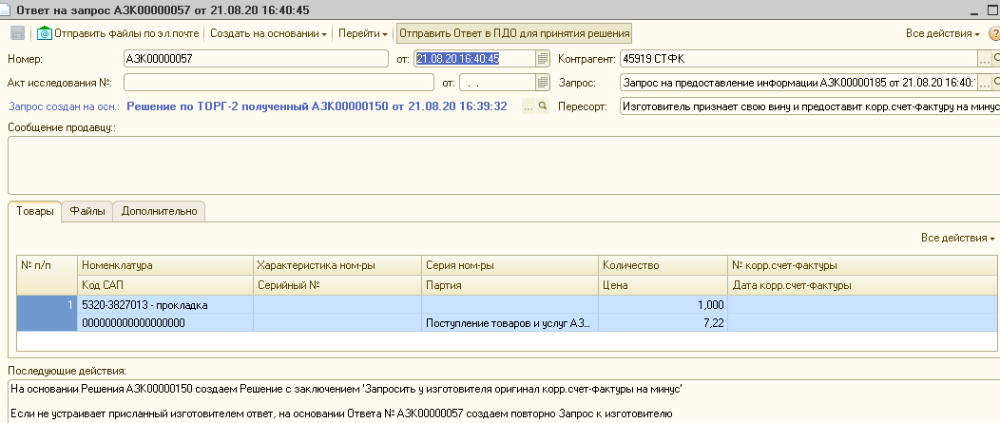 Ответ на запрос АЗК00000057 от 21.08.20 16:40:45
Отправить файлы по эл.почте Создать на основании Перейти Отправить Ответ в ПДО для принятия решения Все действия
Номер: АЗК00000057 от: 21.08.20 16:40:45 Контрагент: 45919 СТФК
Акт исследования №: от: . . Запрос: Запрос на предоставление информации АЗК00000185 от 21.08.20 16:40:
Запрос создан на осн.: Решение по ТОРГ-2 полученный АЗК00000150 от 21.08.20 16:39:32 ... Пересорт: Изготовитель признает свою вину и предоставит корр.счет-фактуру на минус
Сообщение продавцу::
Товары Файлы Дополнительно
Все действия
№ п/п Номенклатура Характеристика ном-ры Серия ном-ры Количество № корр.счет-фактуры
Код САП Серийный № Партия Цена Дата корр.счет-фактуры
1 5320-3827013 - прокладка 1,000
000000000000000000 Поступление товаров и услуг АЗ... 7,22
Последующие действия:
На основании Решения АЗК00000150 создаем Решение с заключением 'Запросить у изготовителя оригинал корр.счет-фактуры на минус'
Если не устраивает присланный изготовителем ответ, на основании Ответа № АЗК00000057 создаем повторно Запрос к изготовителю